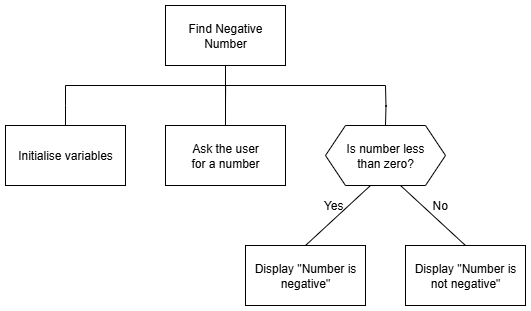 Find Negative
Number
Initialise variables
Ask the user
for a number
Is number less
than zero?
Yes
No
Display "Number is
negative"
Display "Number is
not negative"